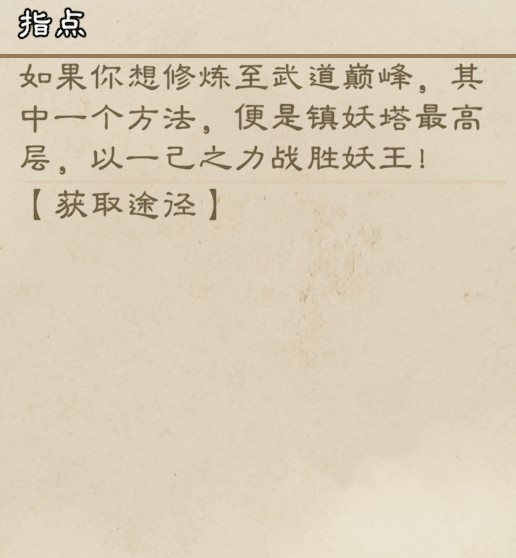 指点
如果你想修炼至武道巅峰，其
中一个方法，便是镇妖塔最高
层，以一己之力战胜妖王！
【获取途径】